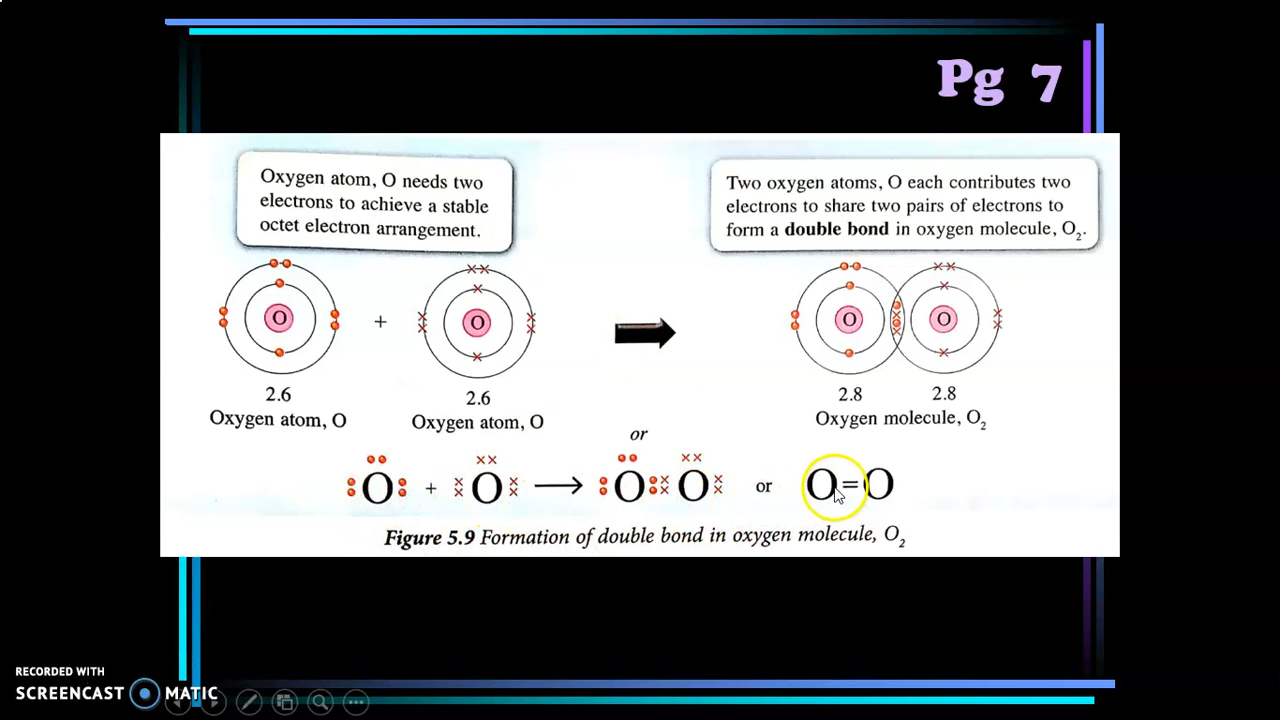 Pg 7
Oxygen atom, O needs two
electrons to achieve a stable
octet electron arrangement.
Two oxygen atoms, O each contributes two
electrons to share two pairs of electrons to
form a double bond in oxygen molecule, O₂.
O + O O O
2.6 2.6 2.8 2.8
Oxygen atom, O Oxygen atom, O Oxygen molecule, O₂
or
O + O → O O or O=O
Figure 5.9 Formation of double bond in oxygen molecule, O₂
RECORDED WITH
SCREENCAST MATIC